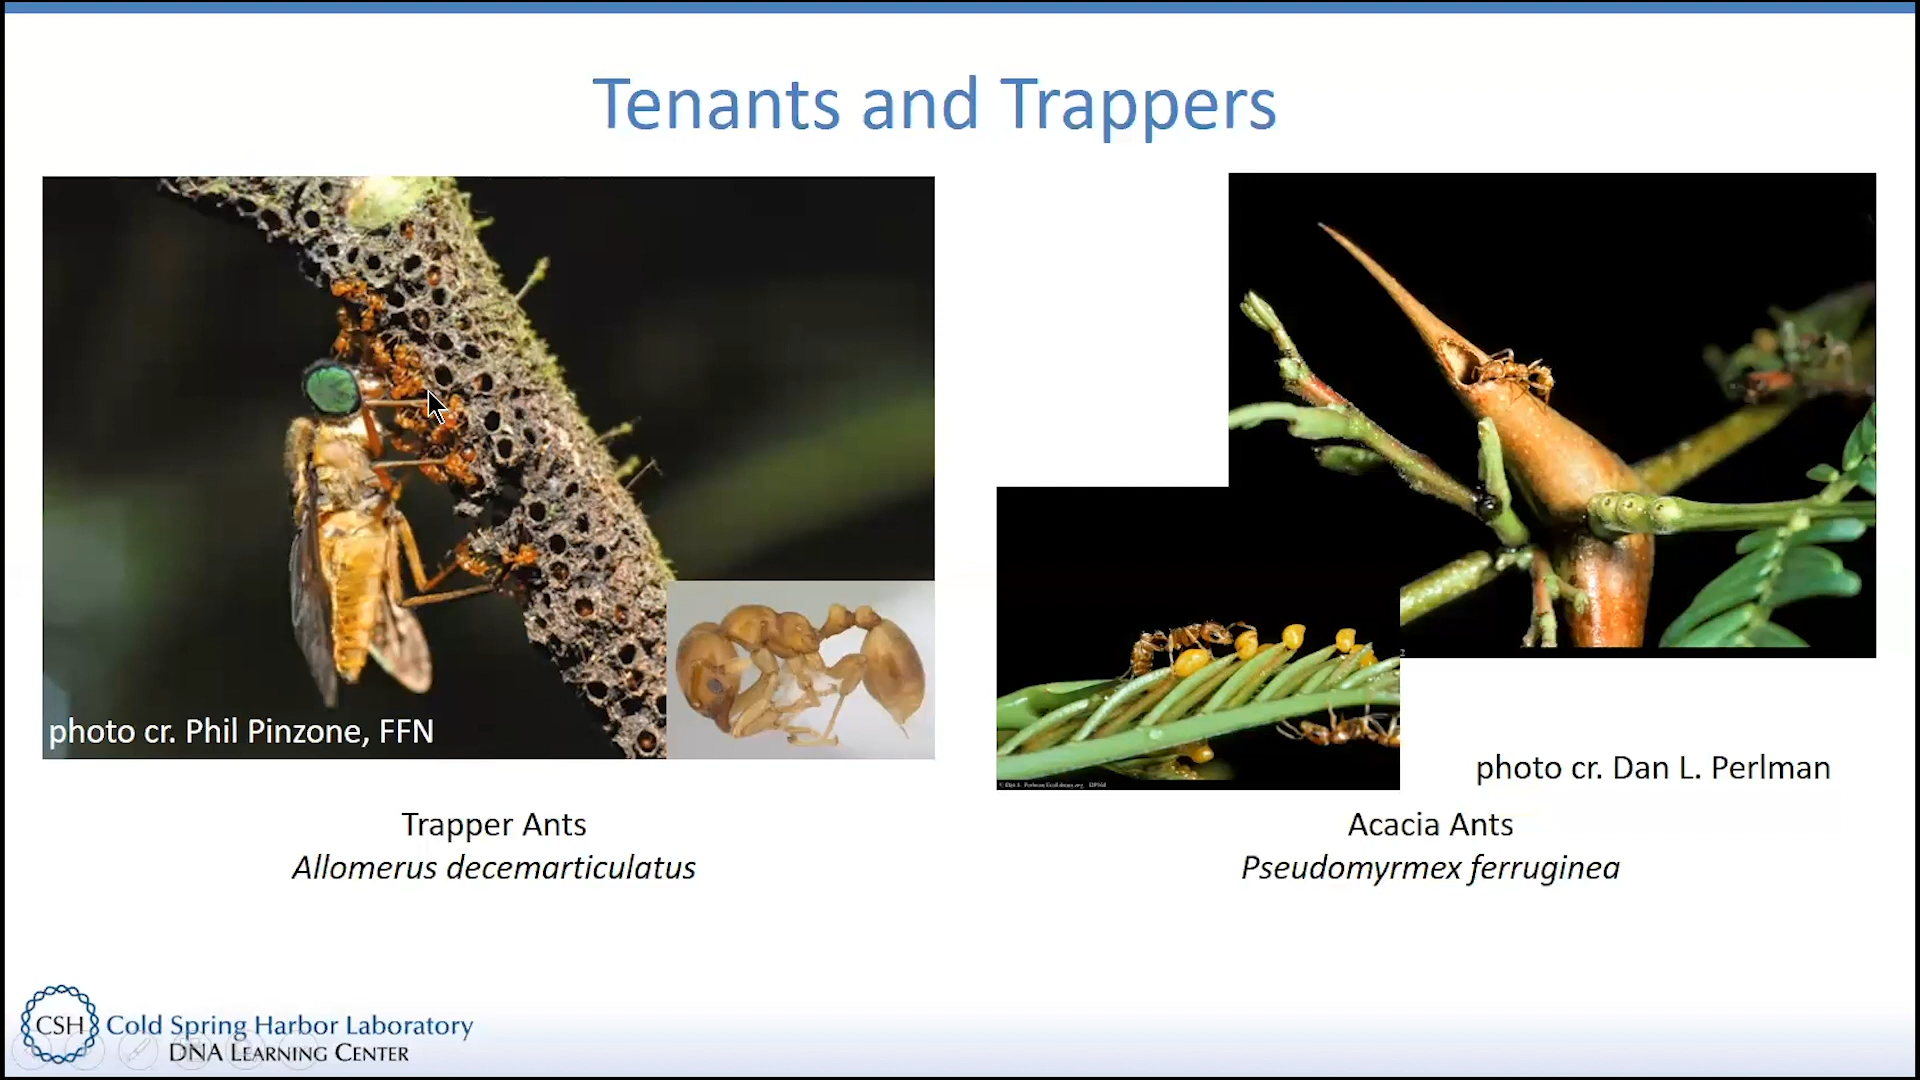 Tenants and Trappers
photo cr. Phil Pinzone, FFN
photo cr. Dan L. Perlman
Trapper Ants
Allomerus decemarticulatus
Acacia Ants
Pseudomyrmex ferruginea
CSH Cold Spring Harbor Laboratory
DNA LEARNING CENTER